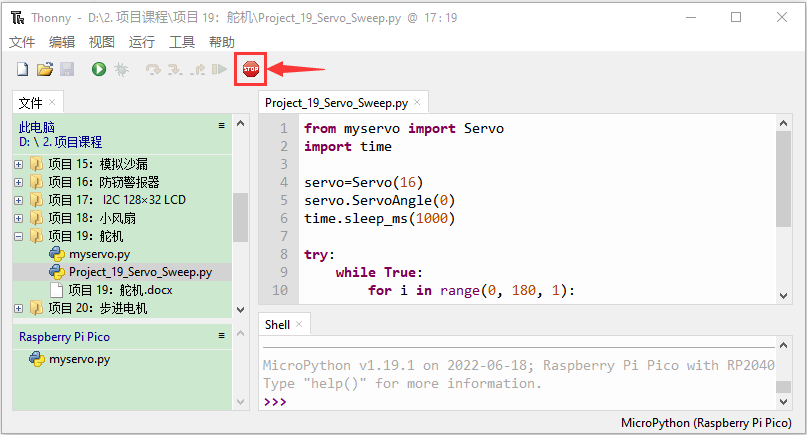 Thonny - D:\2. 项目课程\项目 19：舵机\Project_19_Servo_Sweep.py @ 17:19
文件 编辑 视图 运行 工具 帮助
STOP
文件
此电脑
D: \ 2. 项目课程
项目 15：模拟沙漏
项目 16：防窃警报器
项目 17： I2C 128×32 LCD
项目 18：小风扇
项目 19：舵机
myservo.py
Project_19_Servo_Sweep.py
项目 19：舵机.docx
项目 20：步进电机
Raspberry Pi Pico
myservo.py
Project_19_Servo_Sweep.py
1 from myservo import Servo
2 import time
3
4 servo=Servo(16)
5 servo.ServoAngle(0)
6 time.sleep_ms(1000)
7
8 try:
9 while True:
10 for i in range(0, 180, 1):
Shell
MicroPython v1.19.1 on 2022-06-18; Raspberry Pi Pico with RP2040
Type "help()" for more information.
>>>
MicroPython (Raspberry Pi Pico)